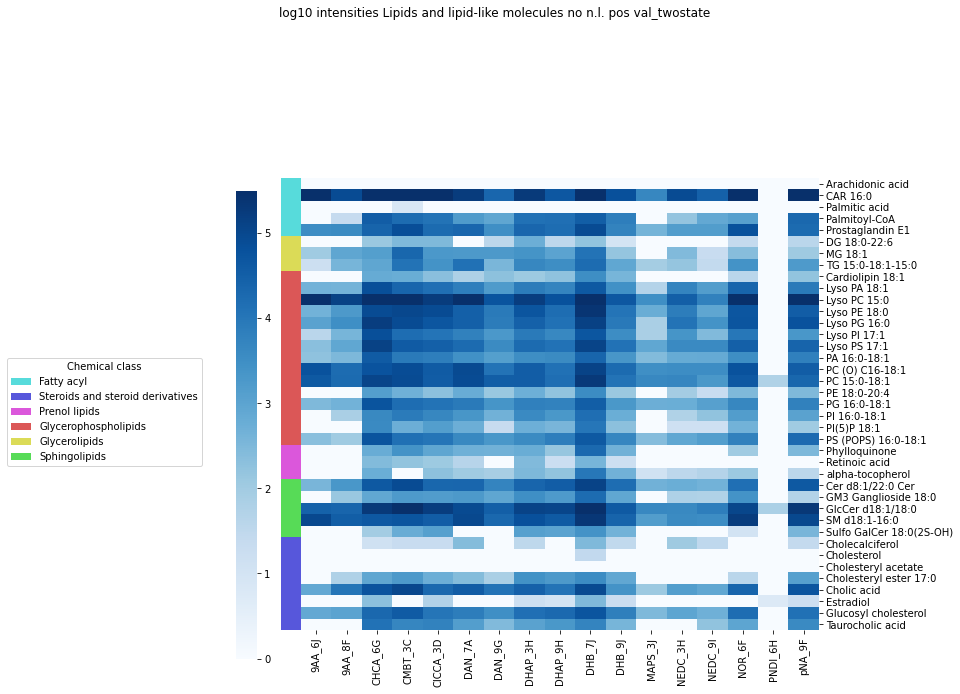 log10 intensities Lipids and lipid-like molecules no n.l. pos val_twostate
Arachidonic acid
CAR 16:0
Palmitic acid
Palmitoyl-CoA
Prostaglandin E1
DG 18:0-22:6
MG 18:1
TG 15:0-18:1-15:0
Cardiolipin 18:1
Lyso PA 18:1
Lyso PC 15:0
Lyso PE 18:0
Lyso PG 16:0
Lyso PI 17:1
Lyso PS 17:1
PA 16:0-18:1
PC (O) C16-18:1
PC 15:0-18:1
PE 18:0-20:4
PG 16:0-18:1
PI 16:0-18:1
PI(5)P 18:1
PS (POPS) 16:0-18:1
Phylloquinone
Retinoic acid
alpha-tocopherol
Cer d8:1/22:0 Cer
GM3 Ganglioside 18:0
GlcCer d18:1/18:0
SM d18:1-16:0
Sulfo GalCer 18:0(2S-OH)
Cholecalciferol
Cholesterol
Cholesteryl acetate
Cholesteryl ester 17:0
Cholic acid
Estradiol
Glucosyl cholesterol
Taurocholic acid
5
4
3
2
1
0
Chemical class
Fatty acyl
Steroids and steroid derivatives
Prenol lipids
Glycerophospholipids
Glycerolipids
Sphingolipids
9AA_6J
9AA_8F
CHCA_6G
CMBT_3C
ClCCA_3D
DAN_7A
DAN_9G
DHAP_3H
DHAP_9H
DHB_7J
DHB_9J
MAPS_3J
NEDC_3H
NEDC_9I
NOR_6F
PNDI_6H
pNA_9F